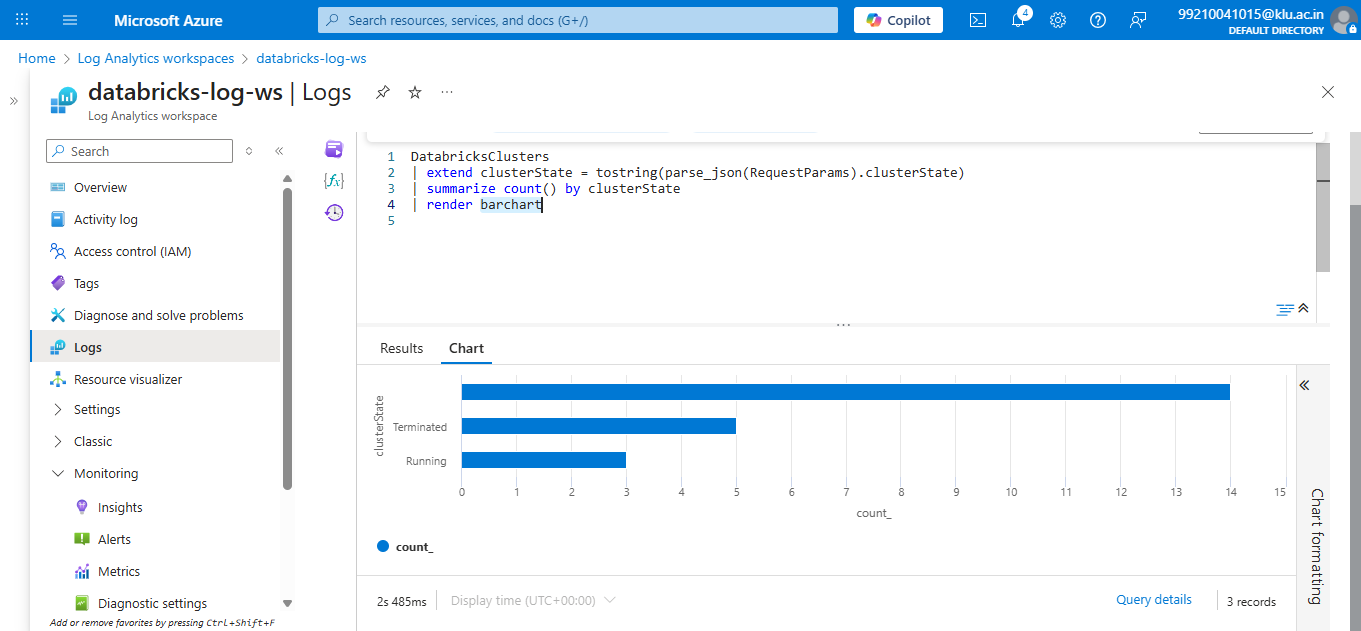 Microsoft Azure
Search resources, services, and docs (G+/)
Copilot
4
99210041015@klu.ac.in
DEFAULT DIRECTORY
Home > Log Analytics workspaces > databricks-log-ws
databricks-log-ws | Logs
Log Analytics workspace
Search
Overview
Activity log
Access control (IAM)
Tags
Diagnose and solve problems
Logs
Resource visualizer
Settings
Classic
Monitoring
Insights
Alerts
Metrics
Diagnostic settings
Add or remove favorites by pressing Ctrl+Shift+F
1 DatabricksClusters
2 | extend clusterState = tostring(parse_json(RequestParams).clusterState)
3 | summarize count() by clusterState
4 | render barchart
5
Results Chart
clusterState
Terminated
Running
0 1 2 3 4 5 6 7 8 9 10 11 12 13 14 15
count_
count_
Chart formatting
2s 485ms Display time (UTC+00:00) Query details 3 records